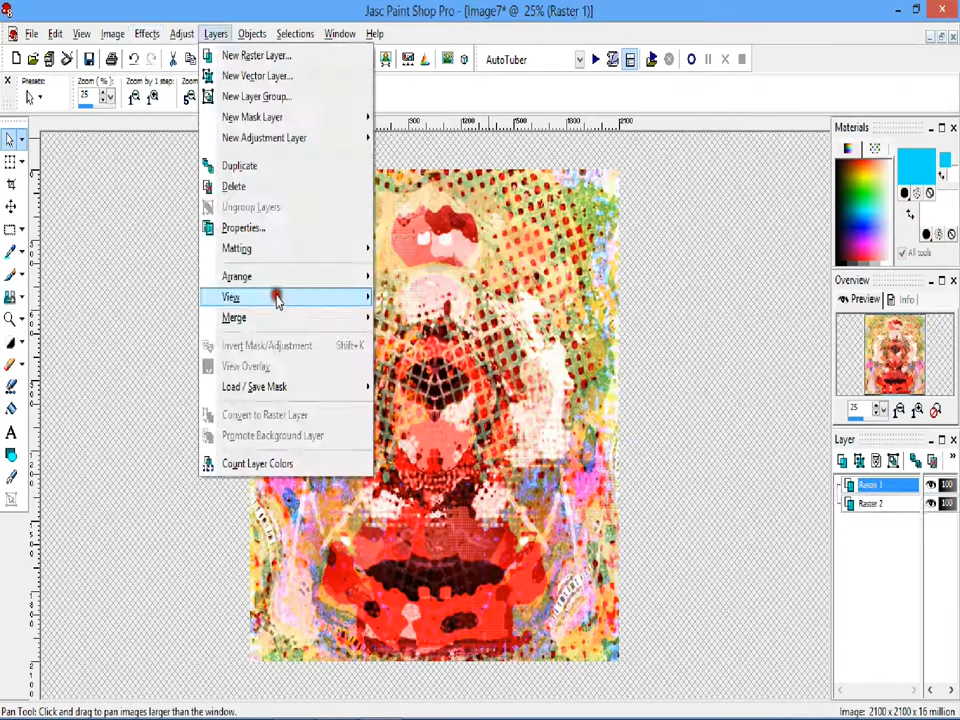 Jasc Paint Shop Pro - [Image7* @ 25% (Raster 1)]
File Edit View Image Effects Adjust Layers Objects Selections Window Help
AutoTuber
Presets:
Zoom (%):
Zoom by 1 step:
25
New Raster Layer...
New Vector Layer...
New Layer Group...
New Mask Layer
New Adjustment Layer
Duplicate
Delete
Ungroup Layers
Properties...
Matting
Arrange
View
Merge
Invert Mask/Adjustment Shift+K
View Overlay
Load / Save Mask
Convert to Raster Layer
Promote Background Layer
Count Layer Colors
900 1200 1500 1800 2100
Materials
All tools
Overview
Preview Info
25
Layer
Raster 1 100
Raster 2 100
Pan Tool: Click and drag to pan images larger than the window.
Image: 2100 x 2100 x 16 million